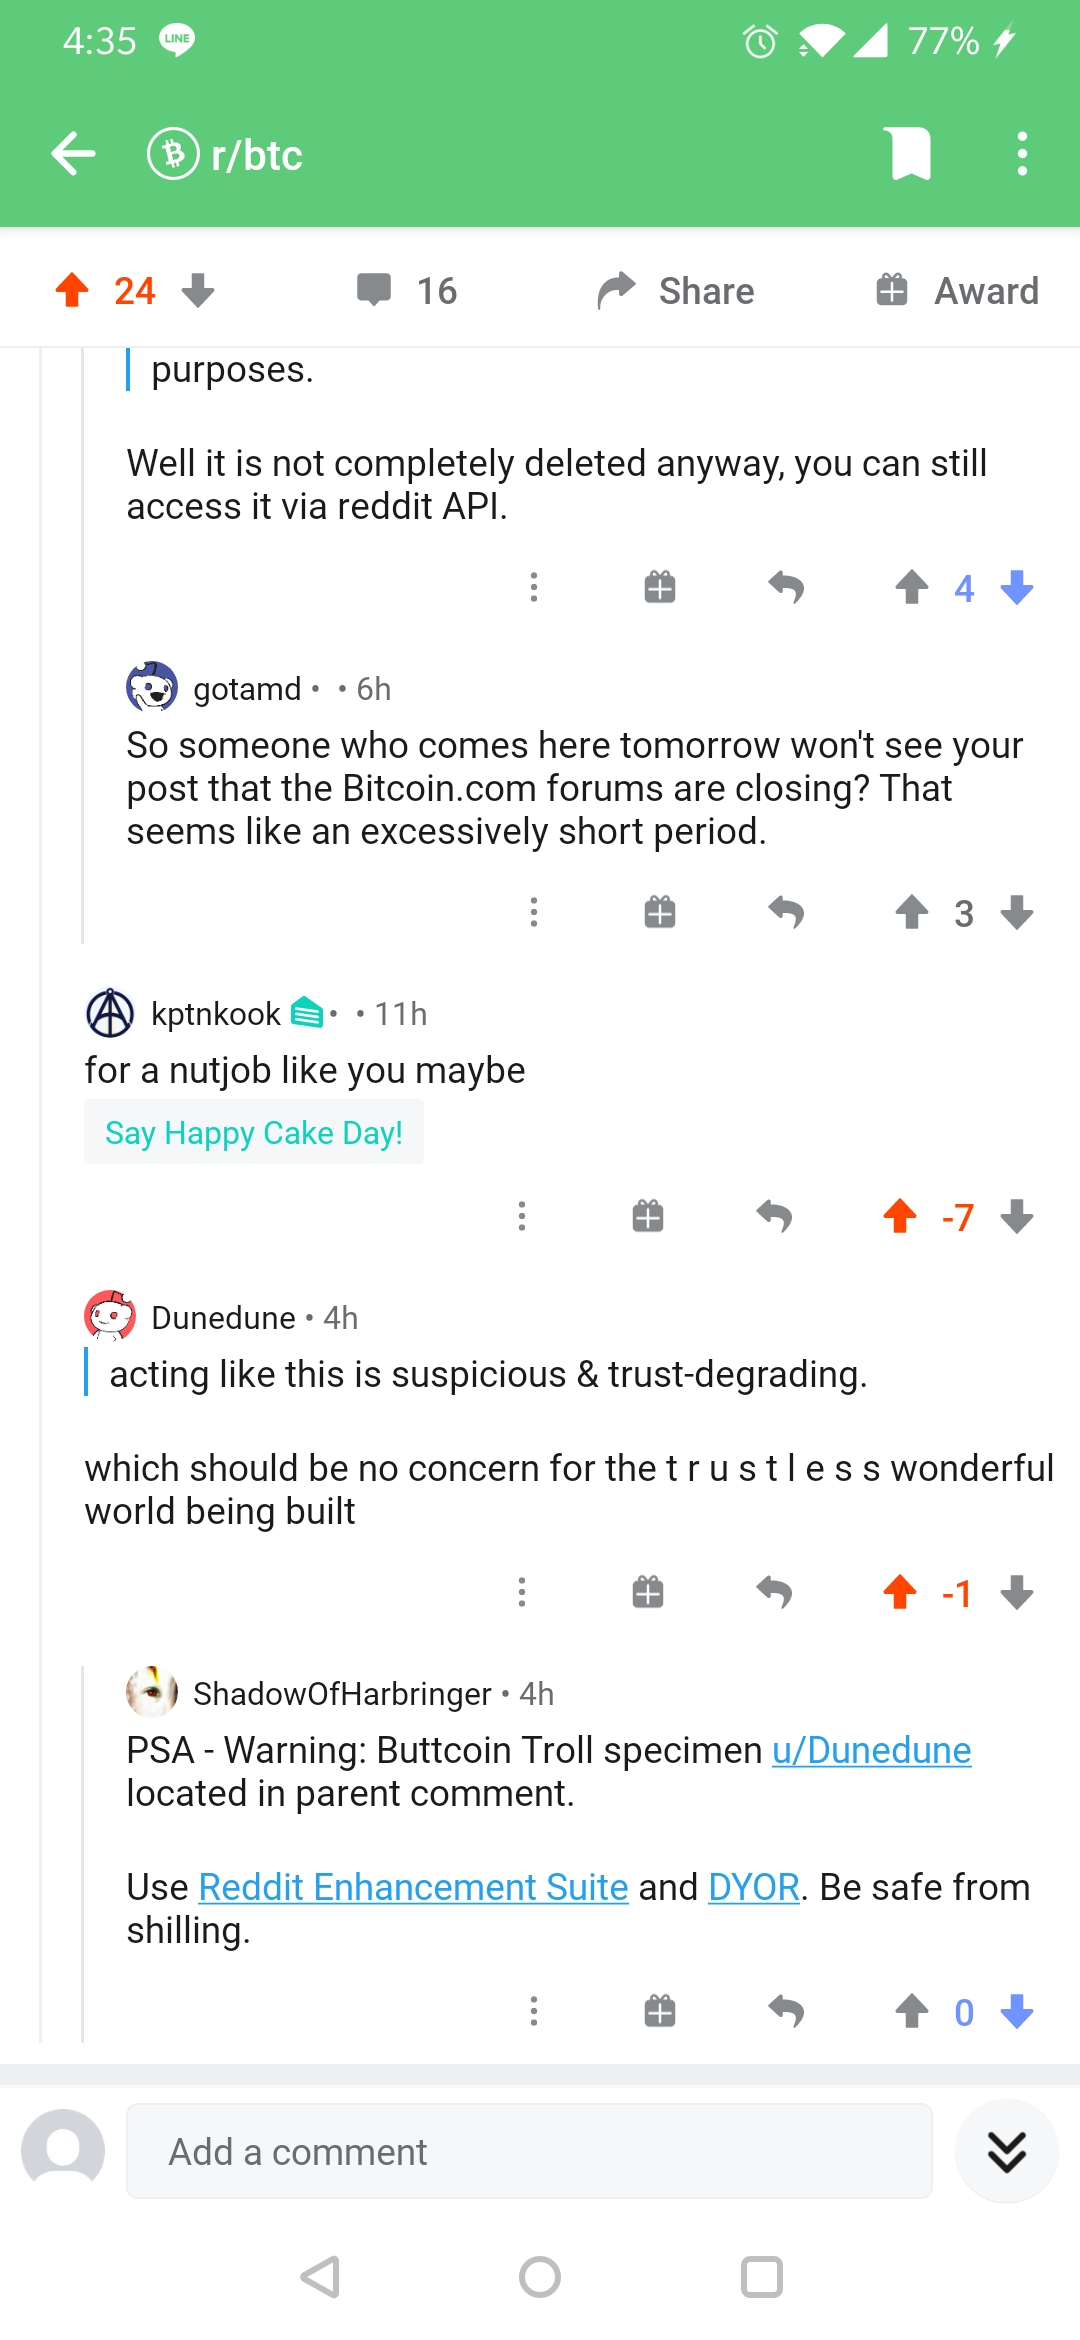 4:35 LINE 77%
r/btc
24 16 Share Award
purposes.
Well it is not completely deleted anyway, you can still
access it via reddit API.
4
gotamd • • 6h
So someone who comes here tomorrow won't see your
post that the Bitcoin.com forums are closing? That
seems like an excessively short period.
3
kptnkook • • 11h
for a nutjob like you maybe
Say Happy Cake Day!
-7
Dunedune • 4h
acting like this is suspicious & trust-degrading.
which should be no concern for the t r u s t l e s s wonderful
world being built
-1
ShadowOfHarbringer • 4h
PSA - Warning: Buttcoin Troll specimen u/Dunedune
located in parent comment.
Use Reddit Enhancement Suite and DYOR. Be safe from
shilling.
0
Add a comment